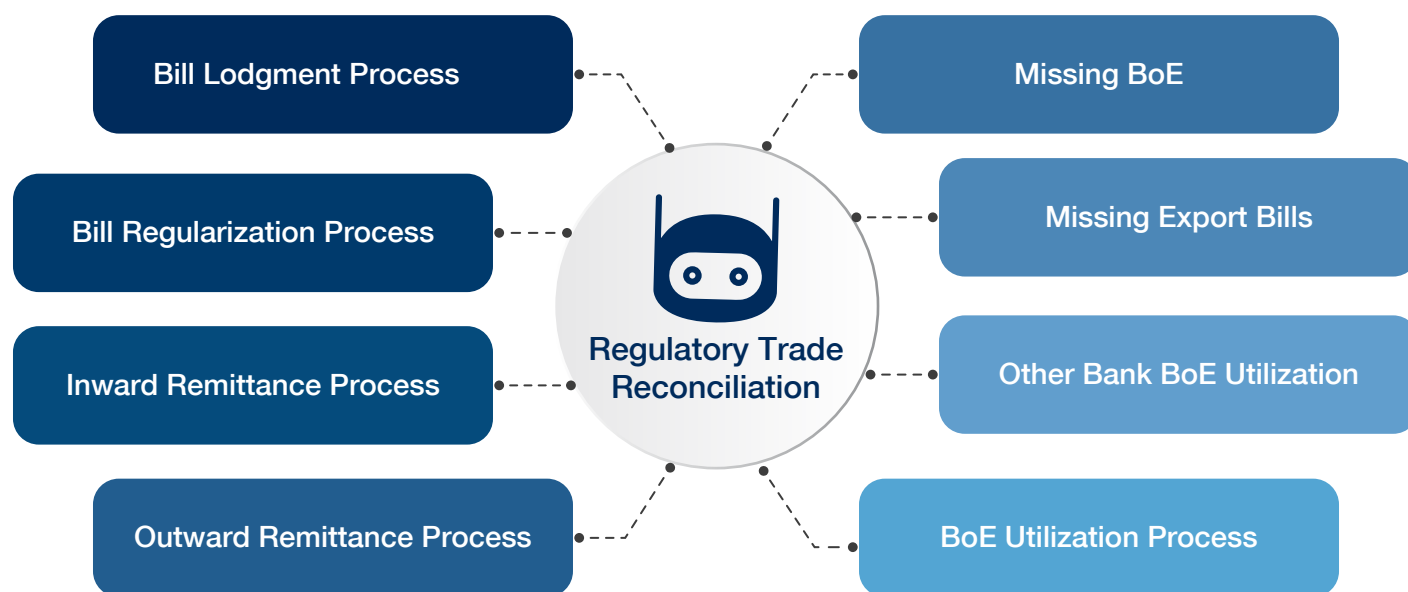 Bill Lodgment Process
Missing BoE
Bill Regularization Process
Missing Export Bills
Regulatory Trade
Reconciliation
Inward Remittance Process
Other Bank BoE Utilization
Outward Remittance Process
BoE Utilization Process